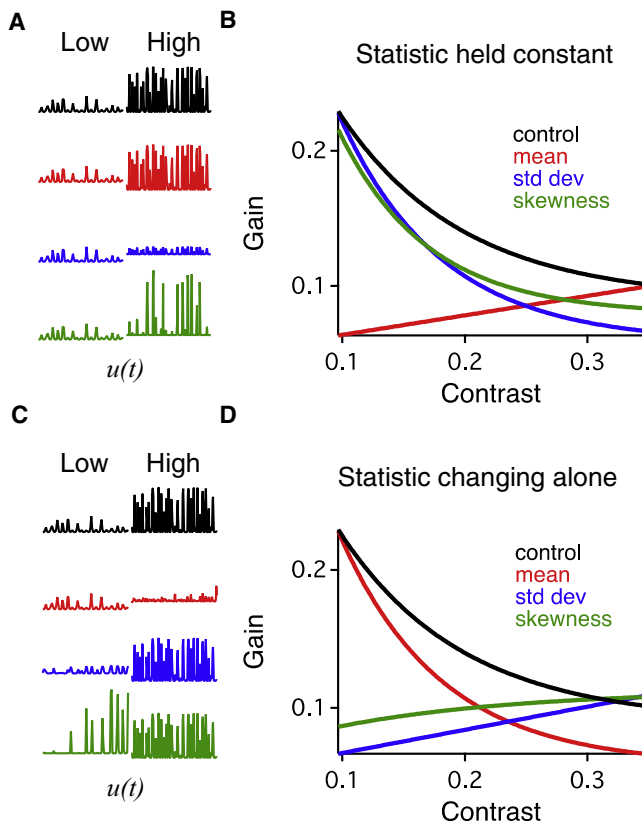 A
Low High
u(t)
B
Statistic held constant
control
mean
std dev
skewness
Gain
0.2
0.1
0.1 0.2 0.3
Contrast
C
Low High
u(t)
D
Statistic changing alone
control
mean
std dev
skewness
Gain
0.2
0.1
0.1 0.2 0.3
Contrast